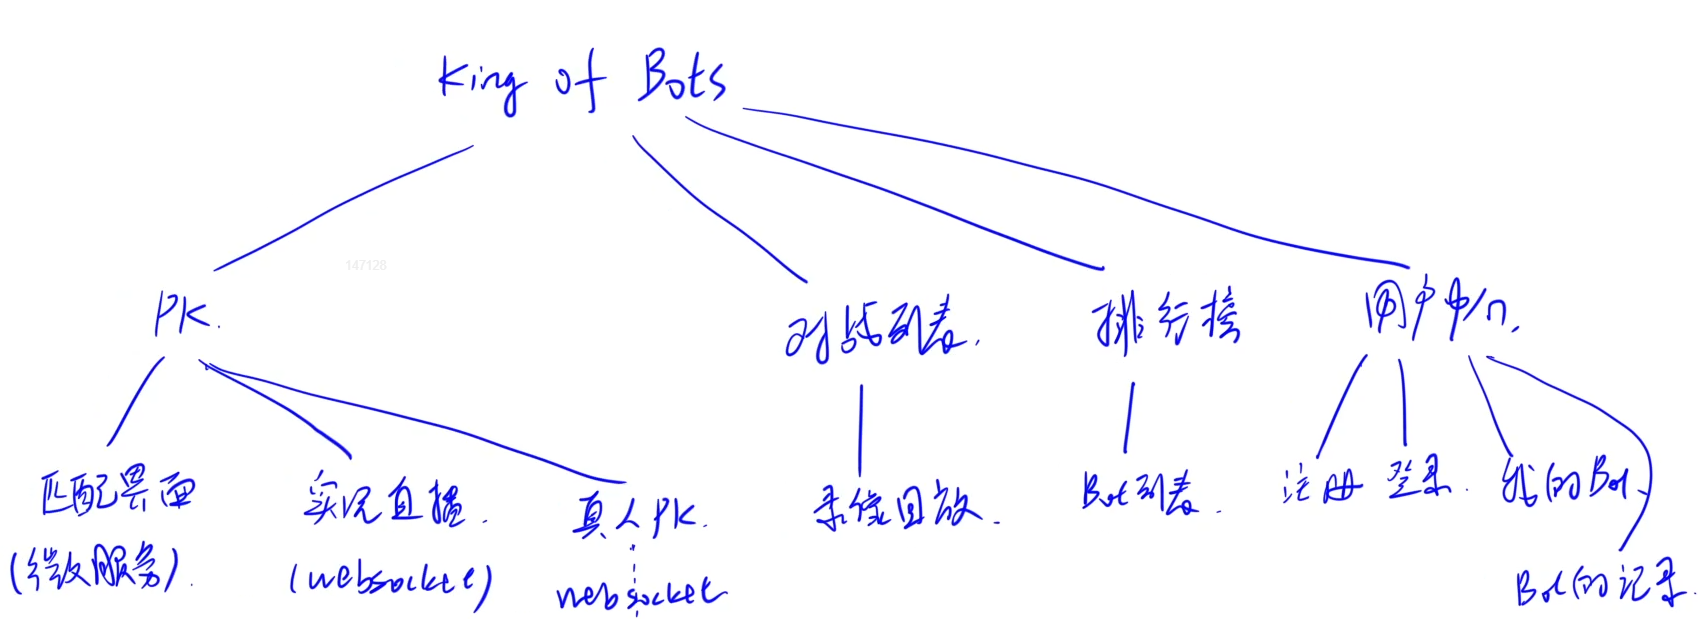 King of Bots
147128
PK.
对战列表.
排行榜
用户中心.
匹配界面
(微服务).
实况直播.
(websocket)
真人PK.
websocket
录像回放.
Bot列表.
注册
登录.
我的Bot.
Bot的记录.